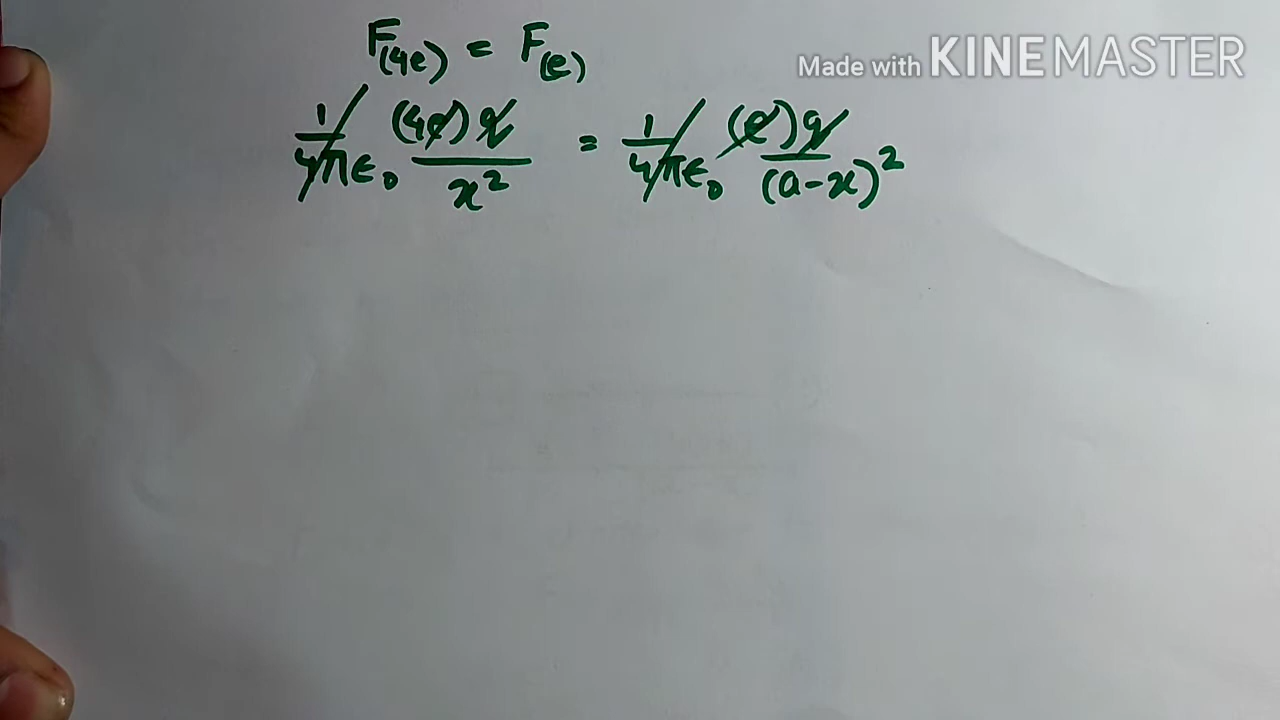 F(4e) = F(e)
Made with KINEMASTER
1/4πϵ₀ (4e)q/x² = 1/4πϵ₀ (e)q/(a-x)²